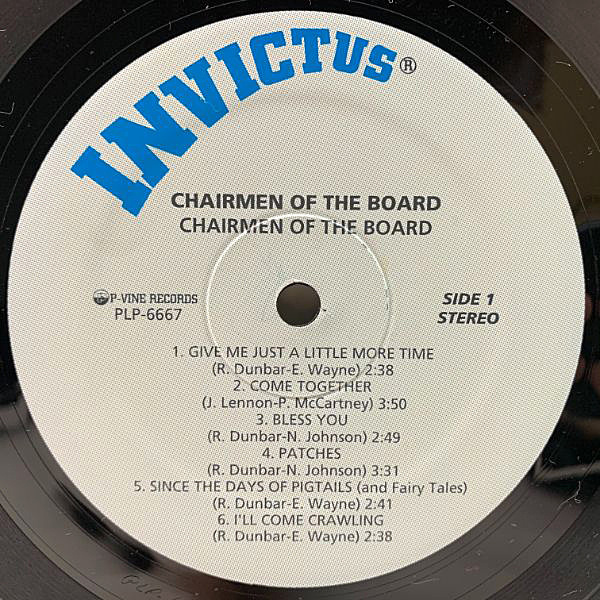 INVICTUS®
CHAIRMEN OF THE BOARD
CHAIRMEN OF THE BOARD
P-VINE RECORDS
PLP-6667
SIDE 1
STEREO
1. GIVE ME JUST A LITTLE MORE TIME
(R. Dunbar-E. Wayne) 2:38
2. COME TOGETHER
(J. Lennon-P. McCartney) 3:50
3. BLESS YOU
(R. Dunbar-N. Johnson) 2:49
4. PATCHES
(R. Dunbar-N. Johnson) 3:31
5. SINCE THE DAYS OF PIGTAILS (and Fairy Tales)
(R. Dunbar-E. Wayne) 2:41
6. I'LL COME CRAWLING
(R. Dunbar-E. Wayne) 2:38